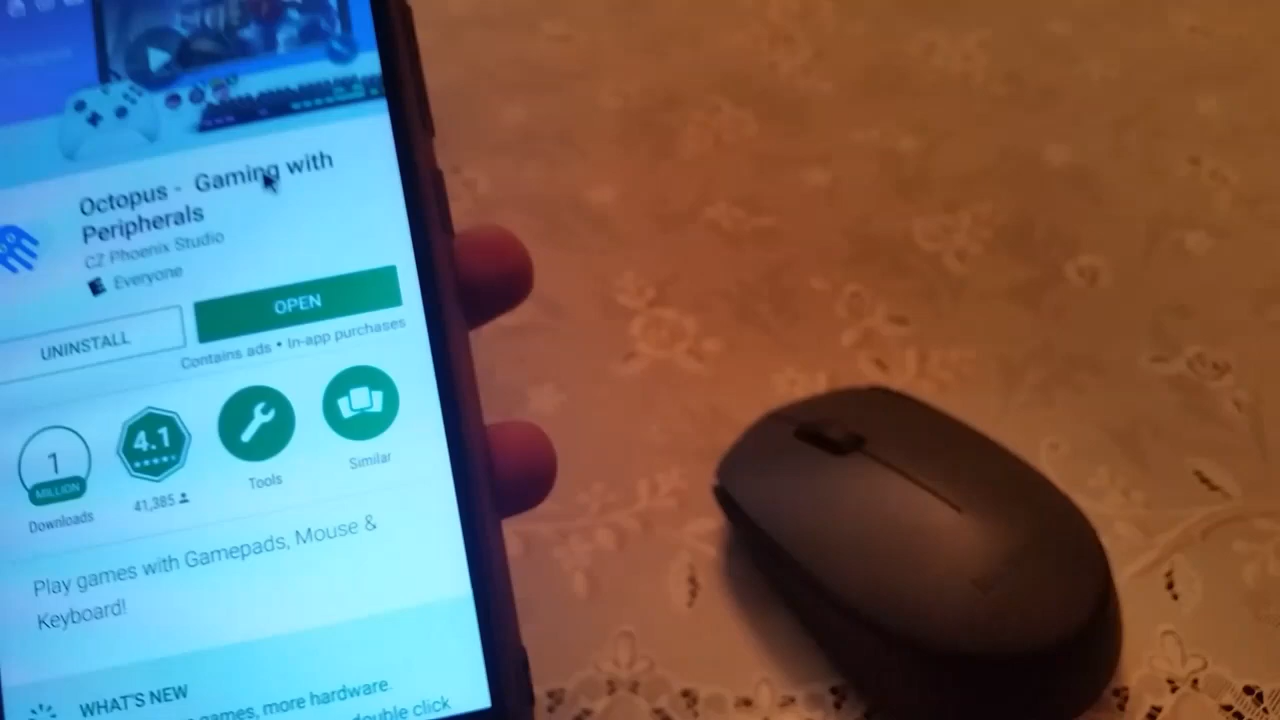 Octopus - Gaming with
Peripherals
CZ Phoenix Studio
Everyone
UNINSTALL
OPEN
Contains ads • In-app purchases
1
MILLION
4.1
Downloads
41,385
Tools
Similar
Play games with Gamepads, Mouse &
Keyboard!
WHAT'S NEW
games, more hardware.
double click